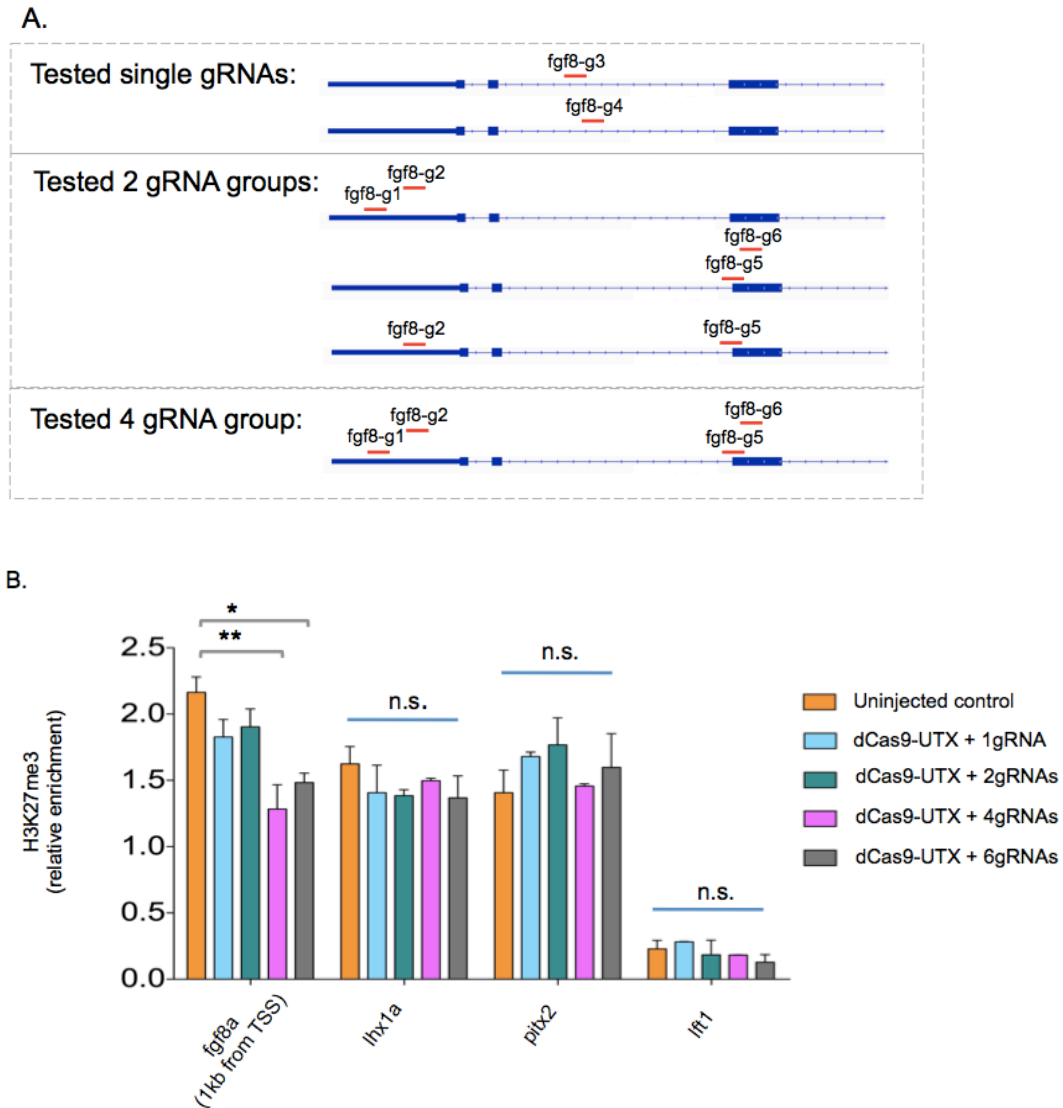 A.
Tested single gRNAs:
fgf8-g3
fgf8-g4
Tested 2 gRNA groups:
fgf8-g2
fgf8-g1
fgf8-g6
fgf8-g5
fgf8-g2
fgf8-g5
Tested 4 gRNA group:
fgf8-g2
fgf8-g1
fgf8-g6
fgf8-g5
B.
H3K27me3
(relative enrichment)
2.5
2.0
1.5
1.0
0.5
0.0
*
**
n.s.
n.s.
n.s.
fgf8a
(1kb from TSS)
lhx1a
pitx2
lft1
Uninjected control
dCas9-UTX + 1gRNA
dCas9-UTX + 2gRNAs
dCas9-UTX + 4gRNAs
dCas9-UTX + 6gRNAs